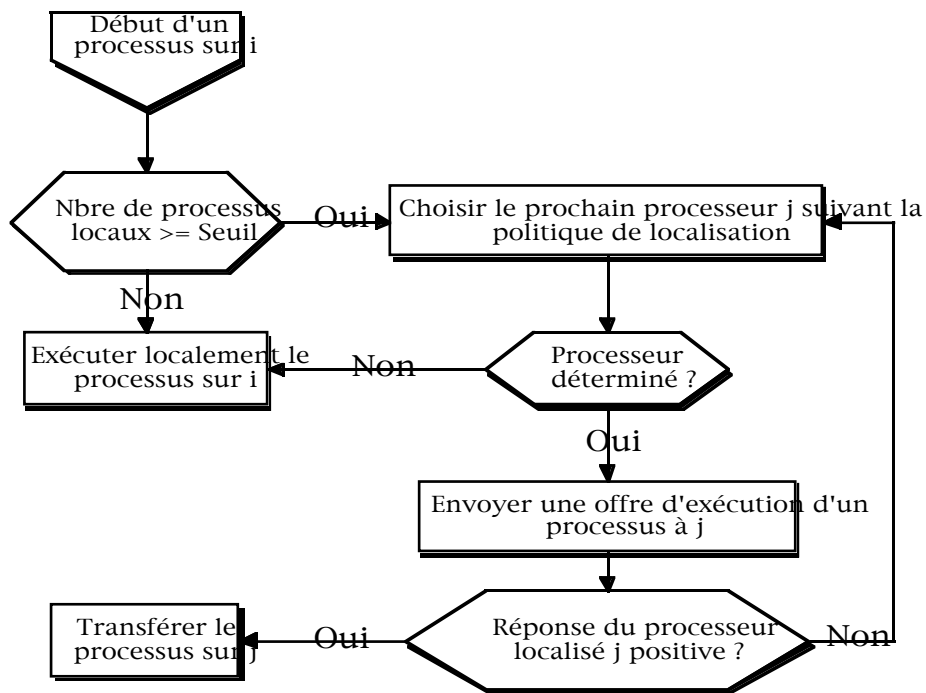 Début d'un
processus sur i
Nbre de processus
locaux >= Seuil
Oui
Choisir le prochain processeur j suivant la
politique de localisation
Non
Exécuter localement le
processus sur i
Non
Processeur
déterminé ?
Oui
Envoyer une offre d'exécution d'un
processus à j
Transférer le
processus sur j
Oui
Réponse du processeur
localisé j positive ?
Non